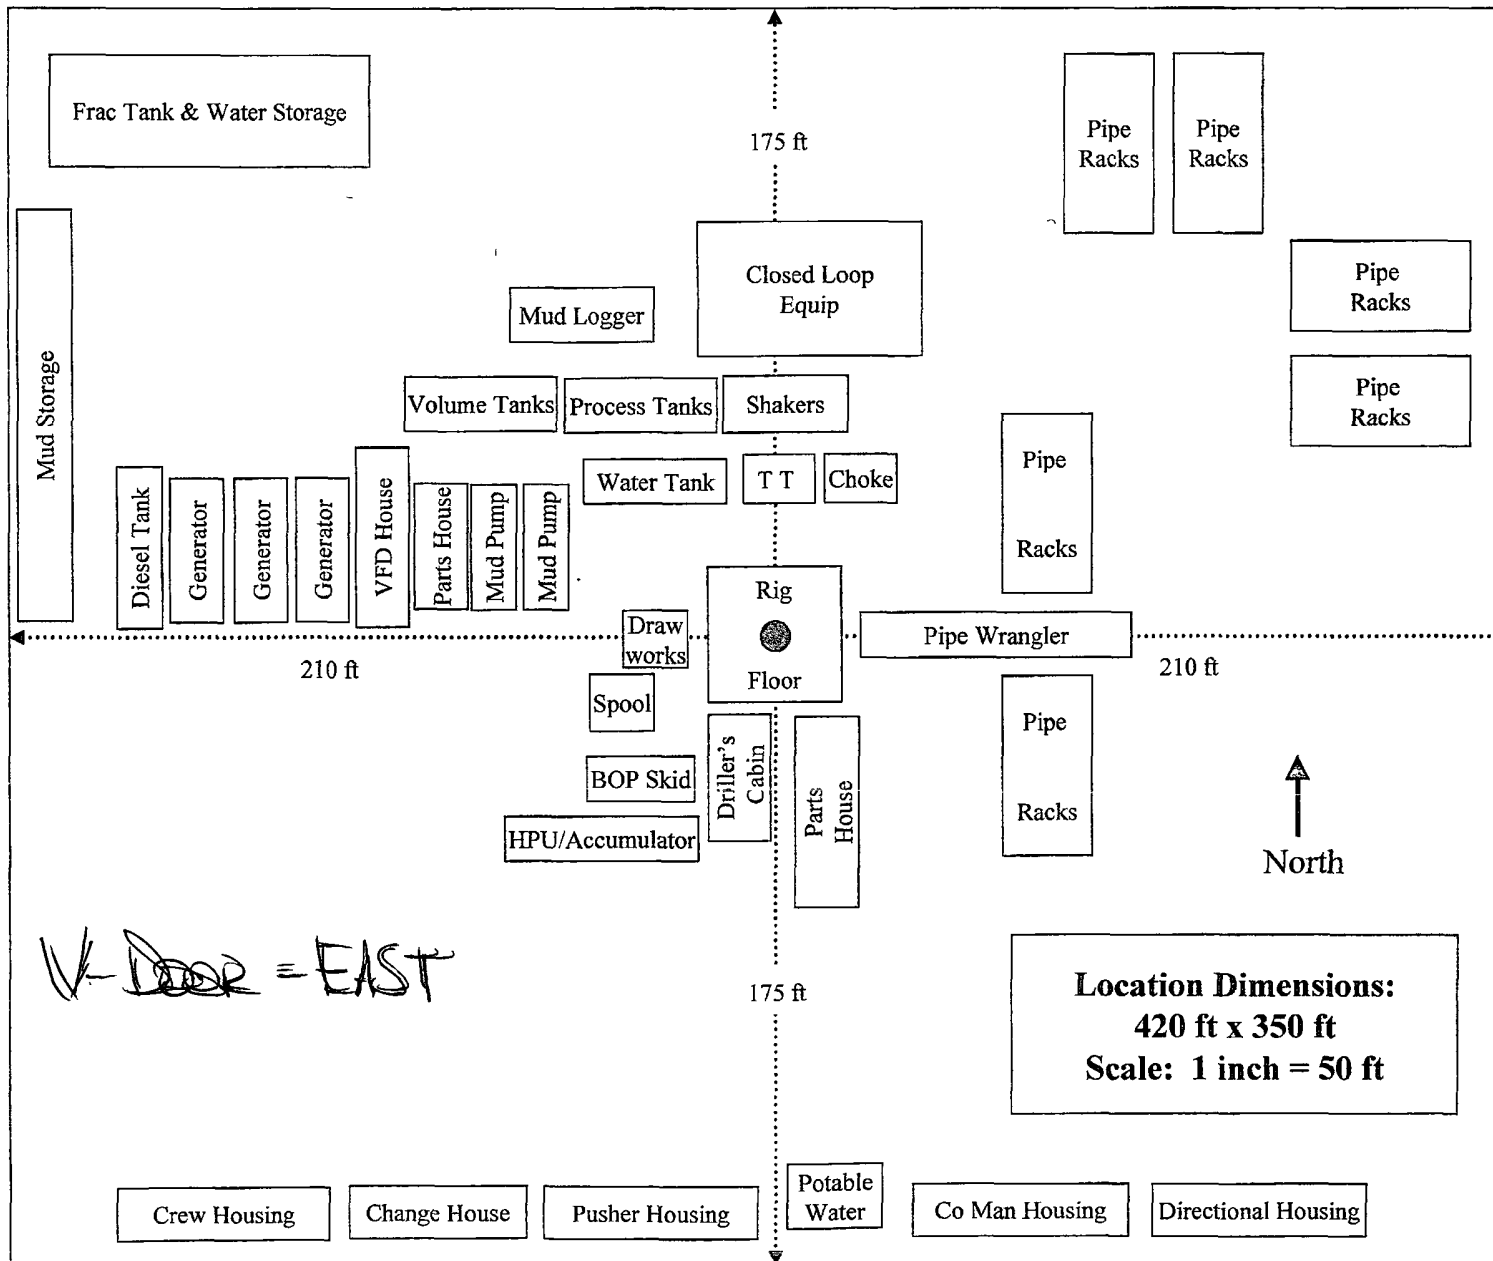 Frac Tank & Water Storage
175 ft
Pipe
Racks
Pipe
Racks
Mud Storage
Closed Loop
Equip
Mud Logger
Pipe
Racks
Pipe
Racks
Volume Tanks
Process Tanks
Shakers
Water Tank
T T
Choke
Pipe
Racks
Diesel Tank
Generator
Generator
Generator
VFD House
Parts House
Mud Pump
Mud Pump
Rig
Floor
Draw
works
Pipe Wrangler
210 ft
210 ft
Spool
BOP Skid
HPU/Accumulator
Driller's
Cabin
Parts
House
Pipe
Racks
North
V-DOOR = EAST
175 ft
Location Dimensions:
420 ft x 350 ft
Scale: 1 inch = 50 ft
Crew Housing
Change House
Pusher Housing
Potable
Water
Co Man Housing
Directional Housing